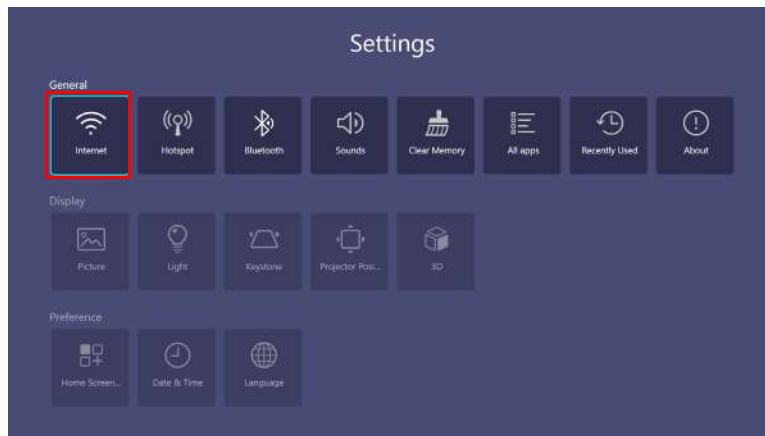 Settings
General
Internet
Hotspot
Bluetooth
Sounds
Clear Memory
All apps
Recently Used
About
Display
Picture
Light
Keystone
Projector Posi...
3D
Preference
Home Screen...
Date & Time
Language